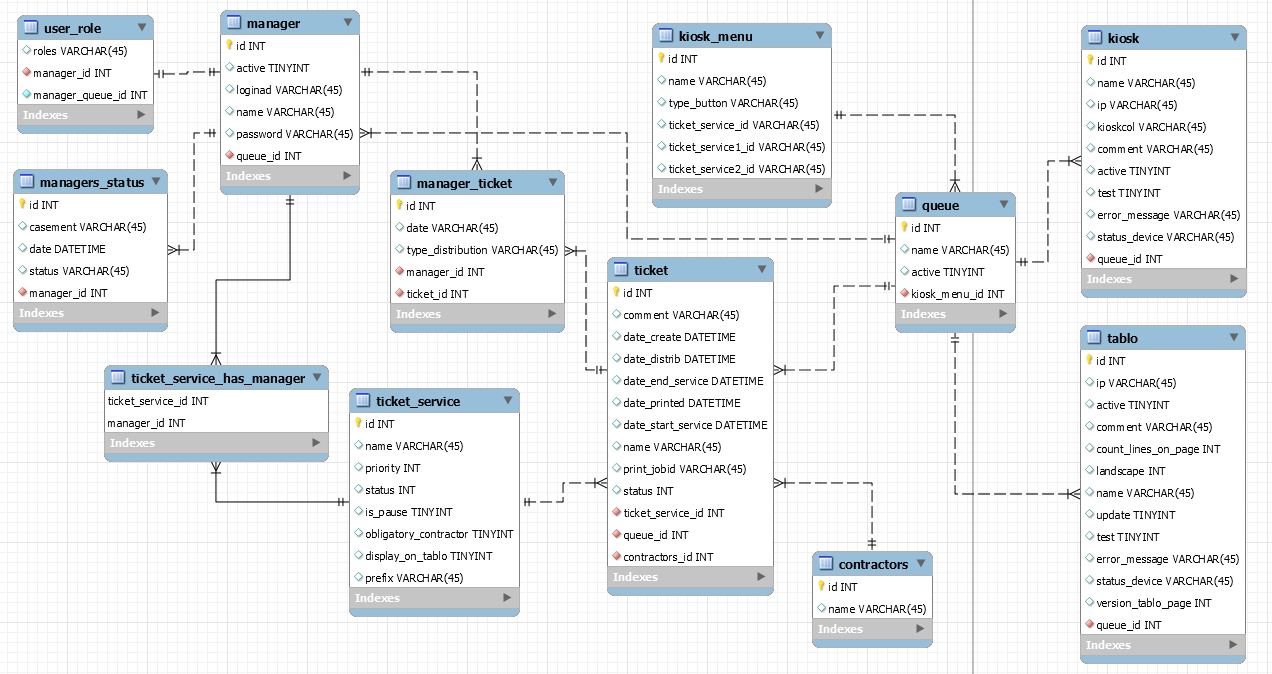 user_role
roles VARCHAR(45)
manager_id INT
manager_queue_id INT
Indexes
manager
id INT
active TINYINT
loginad VARCHAR(45)
name VARCHAR(45)
password VARCHAR(45)
queue_id INT
Indexes
kiosk_menu
id INT
name VARCHAR(45)
type_button VARCHAR(45)
ticket_service_id VARCHAR(45)
ticket_service1_id VARCHAR(45)
ticket_service2_id VARCHAR(45)
Indexes
kiosk
id INT
name VARCHAR(45)
ip VARCHAR(45)
kioskcol VARCHAR(45)
comment VARCHAR(45)
active TINYINT
test TINYINT
error_message VARCHAR(45)
status_device VARCHAR(45)
queue_id INT
Indexes
managers_status
id INT
casement VARCHAR(45)
date DATETIME
status VARCHAR(45)
manager_id INT
Indexes
manager_ticket
id INT
date VARCHAR(45)
type_distribution VARCHAR(45)
manager_id INT
ticket_id INT
Indexes
queue
id INT
name VARCHAR(45)
active TINYINT
kiosk_menu_id INT
Indexes
ticket
id INT
comment VARCHAR(45)
date_create DATETIME
date_distrib DATETIME
date_end_service DATETIME
date_printed DATETIME
date_start_service DATETIME
name VARCHAR(45)
print_jobid VARCHAR(45)
status INT
ticket_service_id INT
queue_id INT
contractors_id INT
Indexes
tablo
id INT
ip VARCHAR(45)
active TINYINT
comment VARCHAR(45)
count_lines_on_page INT
landscape INT
name VARCHAR(45)
update TINYINT
test TINYINT
error_message VARCHAR(45)
status_device VARCHAR(45)
version_tablo_page INT
queue_id INT
Indexes
ticket_service_has_manager
ticket_service_id INT
manager_id INT
Indexes
ticket_service
id INT
name VARCHAR(45)
priority INT
status INT
is_pause TINYINT
obligatory_contractor TINYINT
display_on_tablo TINYINT
prefix VARCHAR(45)
Indexes
contractors
id INT
name VARCHAR(45)
Indexes